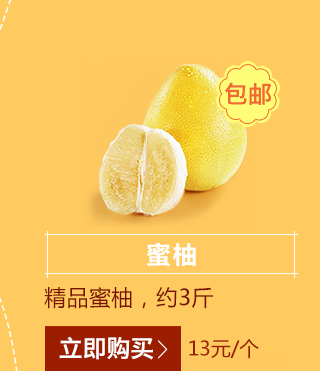 包邮
蜜柚
精品蜜柚，约3斤
立即购买 >
13元/个